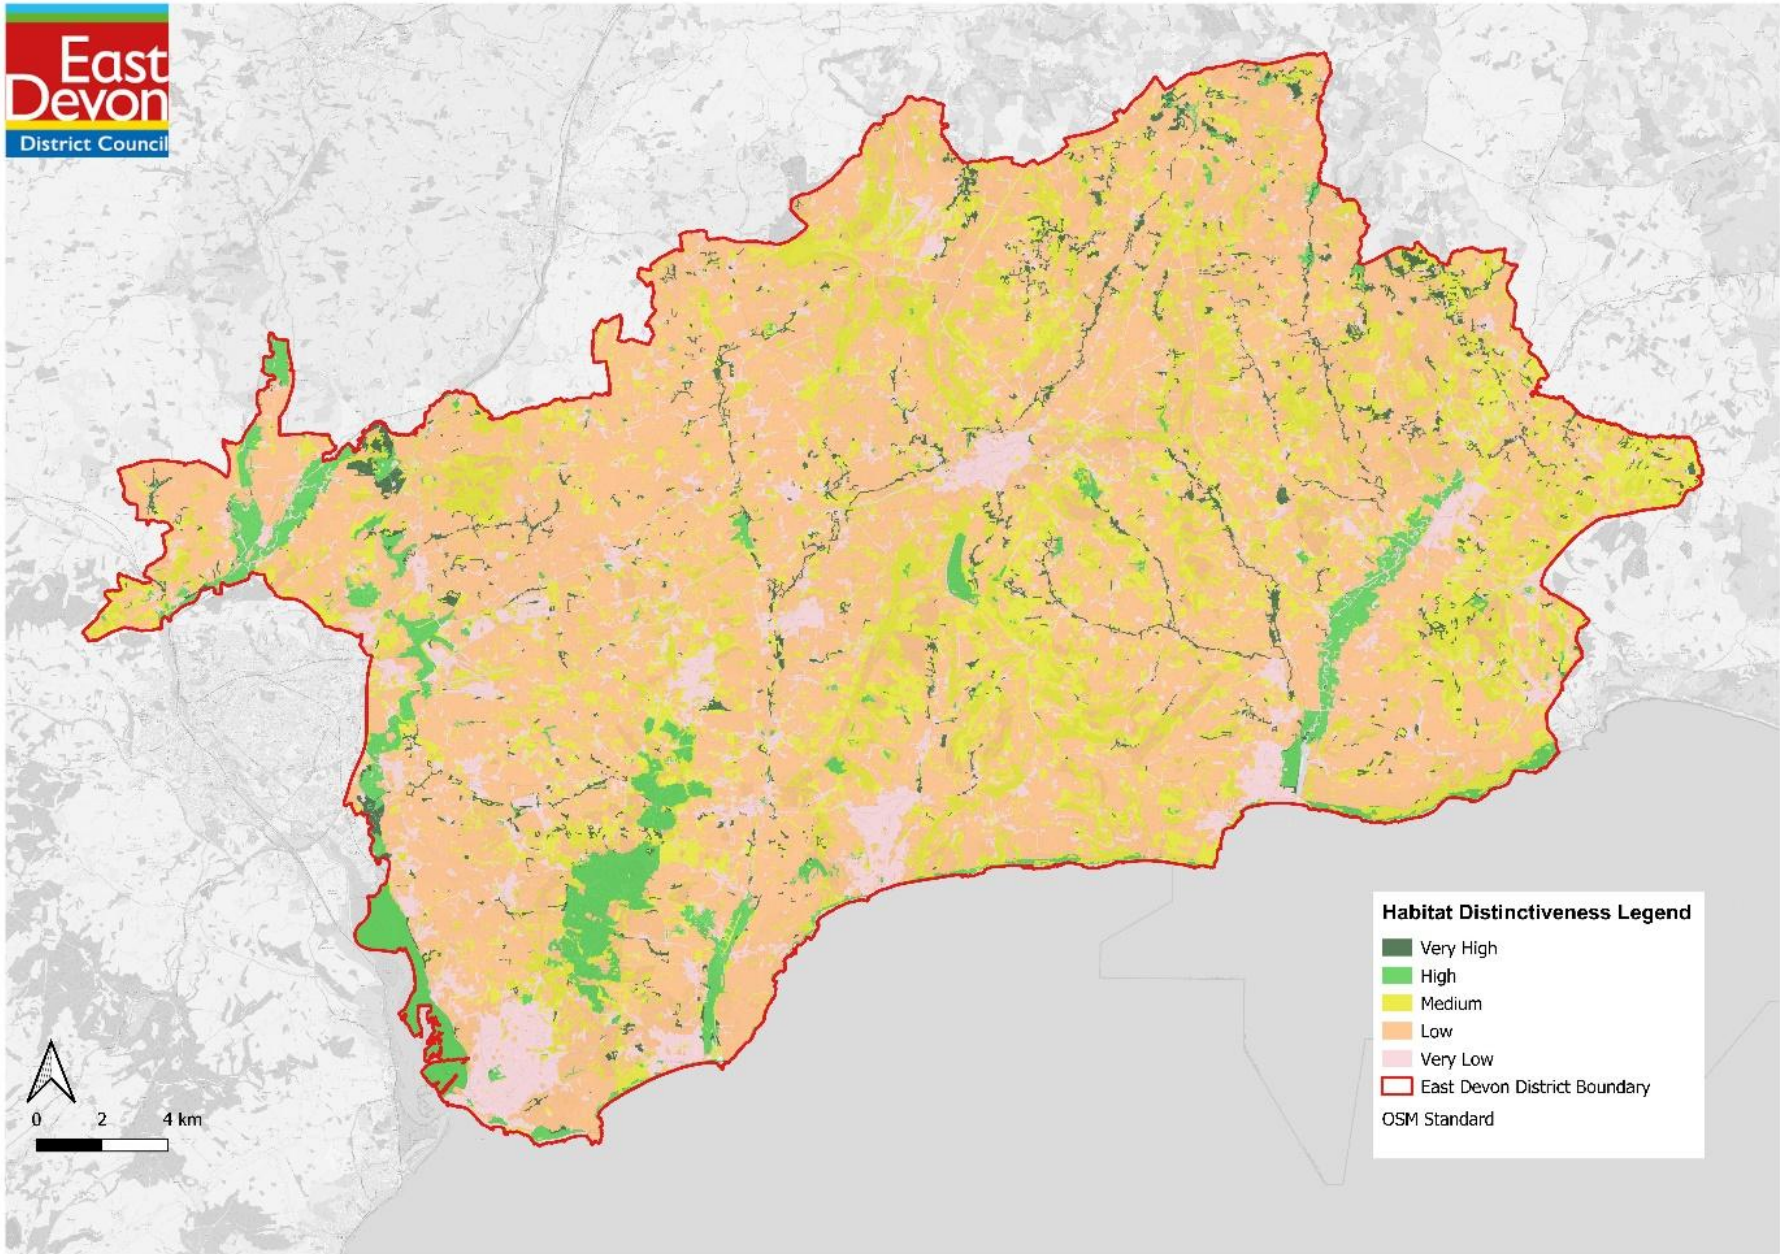 East
Devon
District Council
Habitat Distinctiveness Legend
Very High
High
Medium
Low
Very Low
East Devon District Boundary
OSM Standard
0 2 4 km